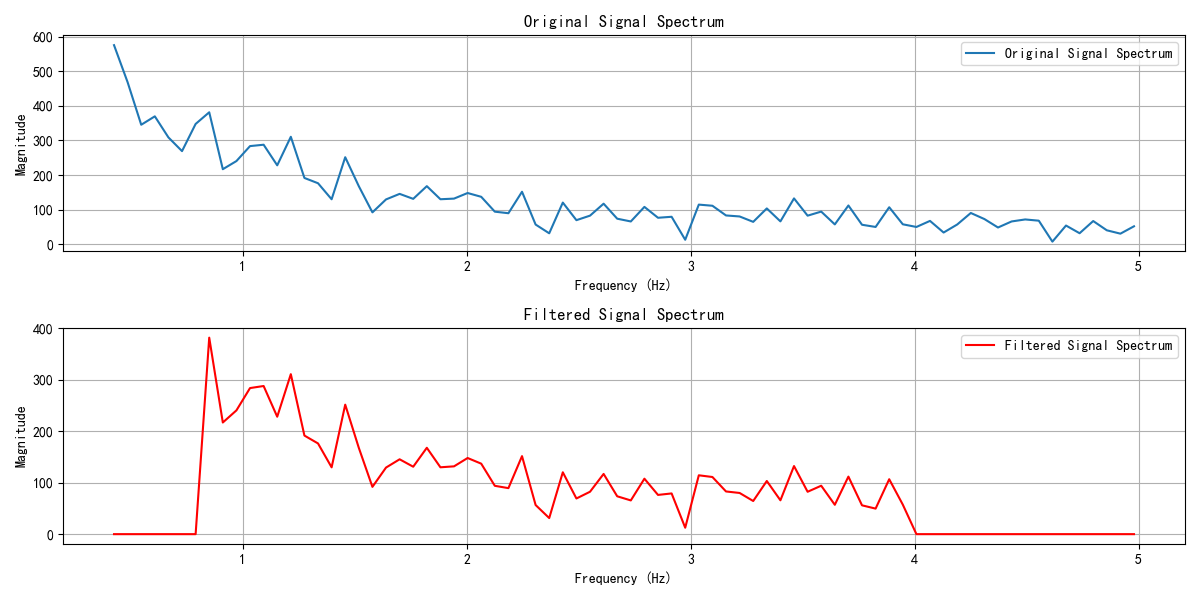 Original Signal Spectrum
600
500
400
300
200
100
0
Magnitude
Original Signal Spectrum
1
2
3
4
5
Frequency (Hz)
Filtered Signal Spectrum
400
300
200
100
0
Magnitude
Filtered Signal Spectrum
1
2
3
4
5
Frequency (Hz)